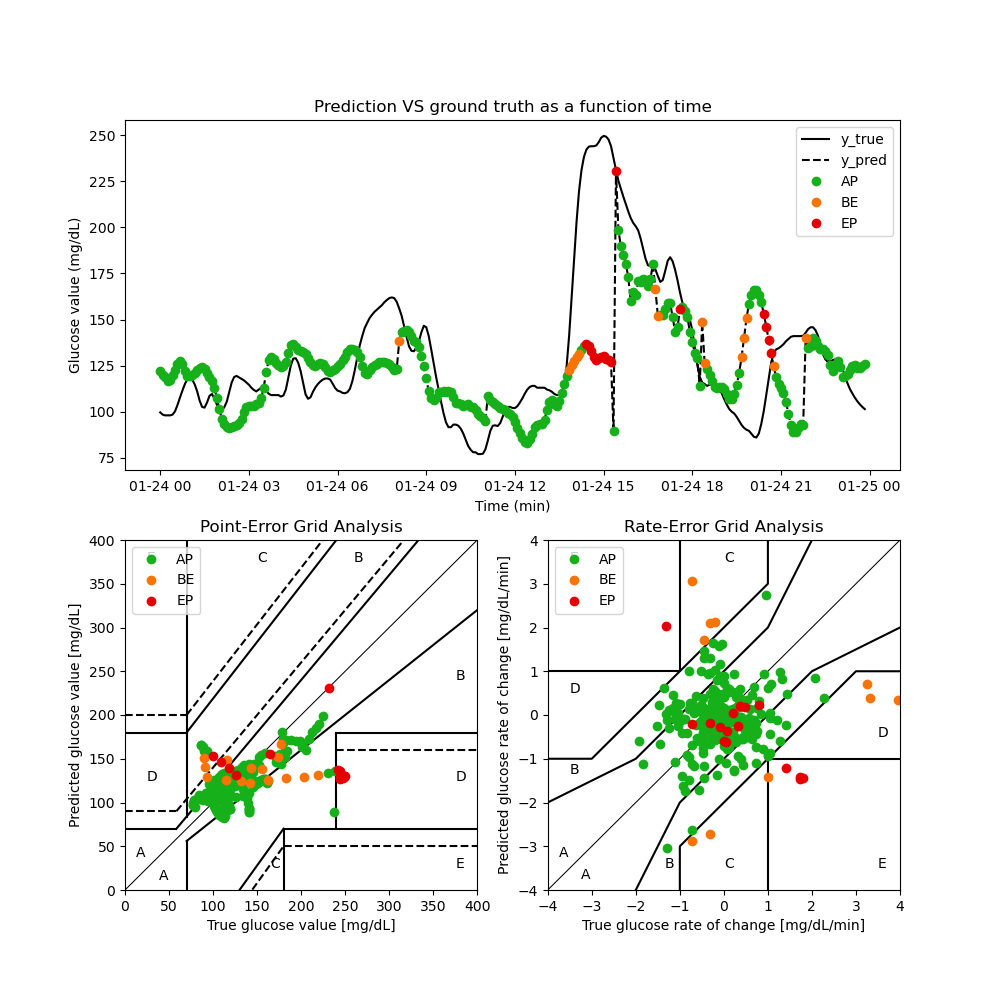 Prediction VS ground truth as a function of time
Glucose value (mg/dL)
250
225
200
175
150
125
100
75
y_true
y_pred
AP
BE
EP
01-24 00
01-24 03
01-24 06
01-24 09
01-24 12
01-24 15
01-24 18
01-24 21
01-25 00
Time (min)
Point-Error Grid Analysis
Predicted glucose value [mg/dL]
400
350
300
250
200
150
100
50
0
AP
BE
EP
C
B
B
D
D
A
A
C
E
0
50
100
150
200
250
300
350
400
True glucose value [mg/dL]
Rate-Error Grid Analysis
Predicted glucose rate of change [mg/dL/min]
4
3
2
1
0
−1
−2
−3
−4
AP
BE
EP
C
D
D
B
A
A
B
C
E
−4
−3
−2
−1
0
1
2
3
4
True glucose rate of change [mg/dL/min]